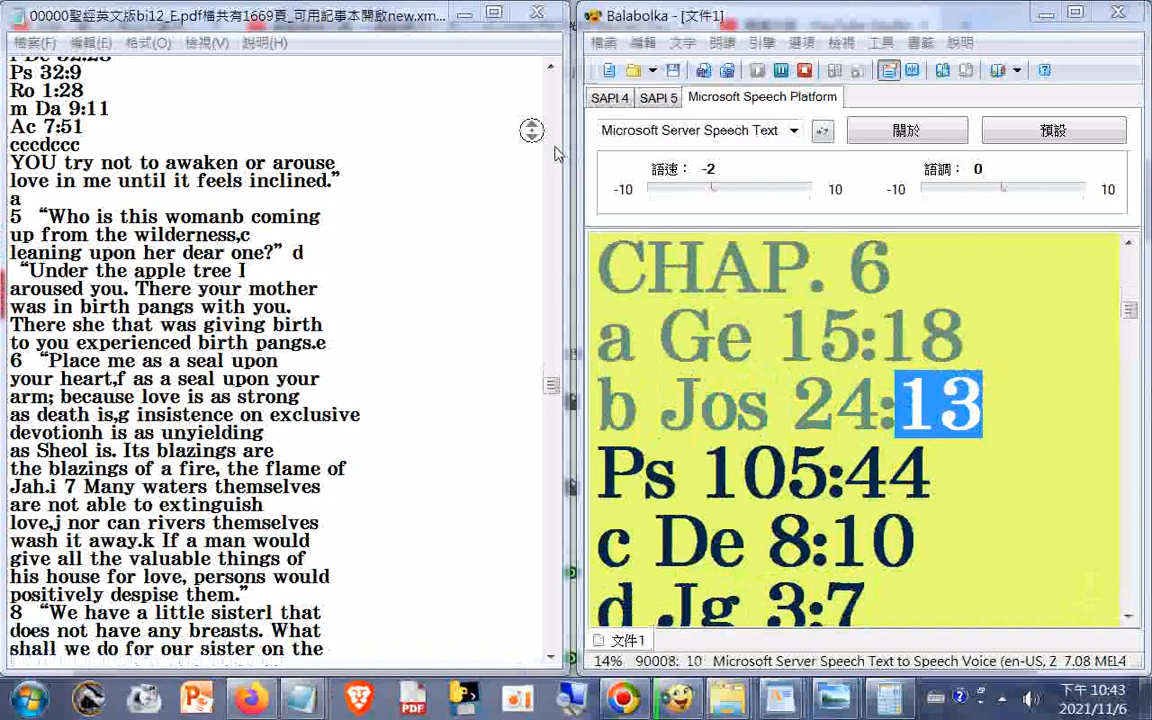 00000聖經英文版bi12_E.pdf檔共有1669頁_可用記事本開啟new.xm...
檔案(F) 編輯(E) 格式(O) 檢視(V) 說明(H)
Ps 32:9
Ro 1:28
m Da 9:11
Ac 7:51
cccdccc
YOU try not to awaken or arouse
love in me until it feels inclined.”
a
5 “Who is this womanb coming
up from the wilderness,c
leaning upon her dear one?” d
“Under the apple tree I
aroused you. There your mother
was in birth pangs with you.
There she that was giving birth
to you experienced birth pangs.e
6 “Place me as a seal upon
your heart,f as a seal upon your
arm; because love is as strong
as death is,g insistence on exclusive
devotionh is as unyielding
as Sheol is. Its blazings are
the blazings of a fire, the flame of
Jah.i 7 Many waters themselves
are not able to extinguish
love,j nor can rivers themselves
wash it away.k If a man would
give all the valuable things of
his house for love, persons would
positively despise them.”
8 “We have a little sisterl that
does not have any breasts. What
shall we do for our sister on the
Balabolka - [文件1]
檔案 編輯 文字 朗讀 引擎 選項 檢視 工具 書籤 說明
SAPI 4 SAPI 5 Microsoft Speech Platform
Microsoft Server Speech Text 關於 預設
語速： -2 語調： 0
-10 10 -10 10
CHAP. 6
a Ge 15:18
b Jos 24:13
Ps 105:44
c De 8:10
d Jg 3:7
文件1
14% 90008: 10 Microsoft Server Speech Text to Speech Voice (en-US, Z 7.08 MB
PDF
下午 10:43
2021/11/6